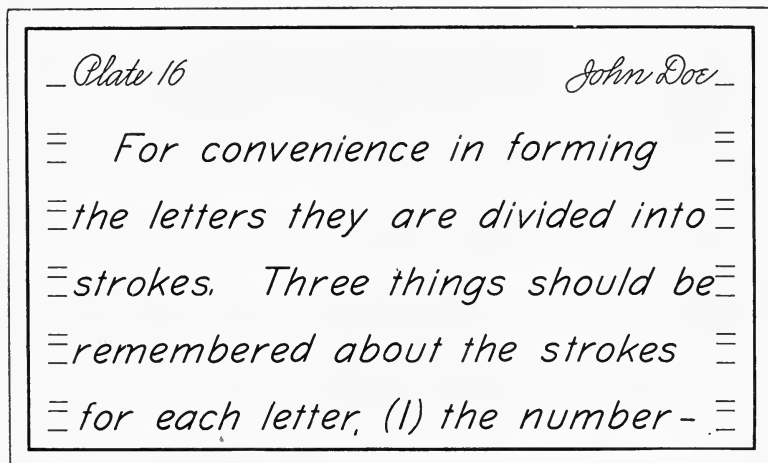 Plate 16 John Doe
For convenience in forming
the letters they are divided into
strokes. Three things should be
remembered about the strokes
for each letter, (1) the number-